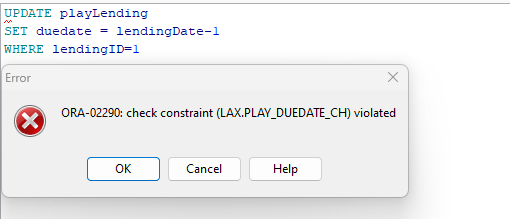 UPDATE playLending
SET duedate = lendingDate-1
WHERE lendingID=1
Error
ORA-02290: check constraint (LAX.PLAY_DUEDATE_CH) violated
OK Cancel Help